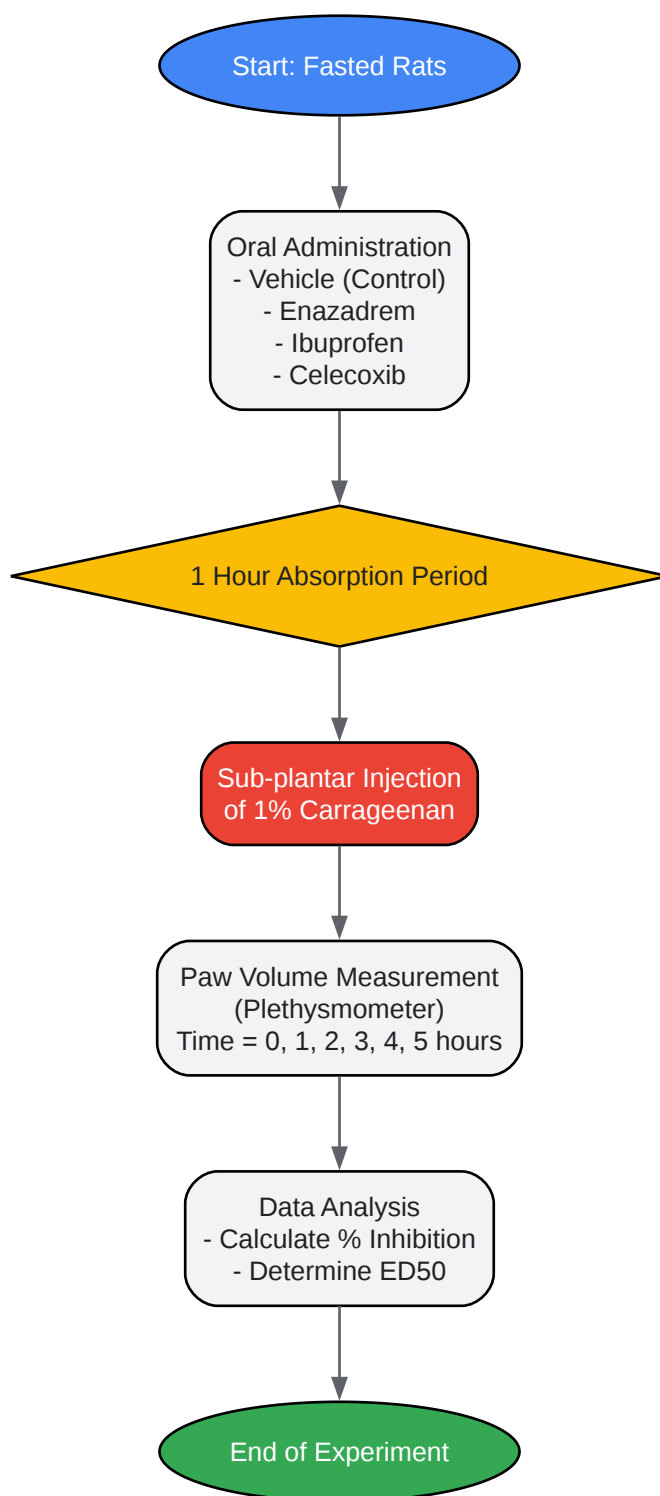 Start: Fasted Rats
Oral Administration
- Vehicle (Control)
- Enazadrem
- Ibuprofen
- Celecoxib
1 Hour Absorption Period
Sub-plantar Injection
of 1% Carrageenan
Paw Volume Measurement
(Plethysmometer)
Time = 0, 1, 2, 3, 4, 5 hours
Data Analysis
- Calculate % Inhibition
- Determine ED50
End of Experiment